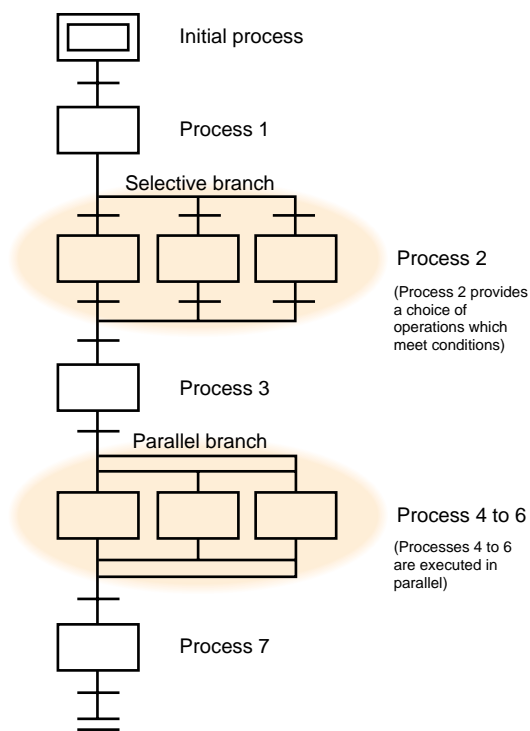 Initial process
Process 1
Selective branch
Process 2
(Process 2 provides
a choice of
operations which
meet conditions)
Process 3
Parallel branch
Process 4 to 6
(Processes 4 to 6
are executed in
parallel)
Process 7